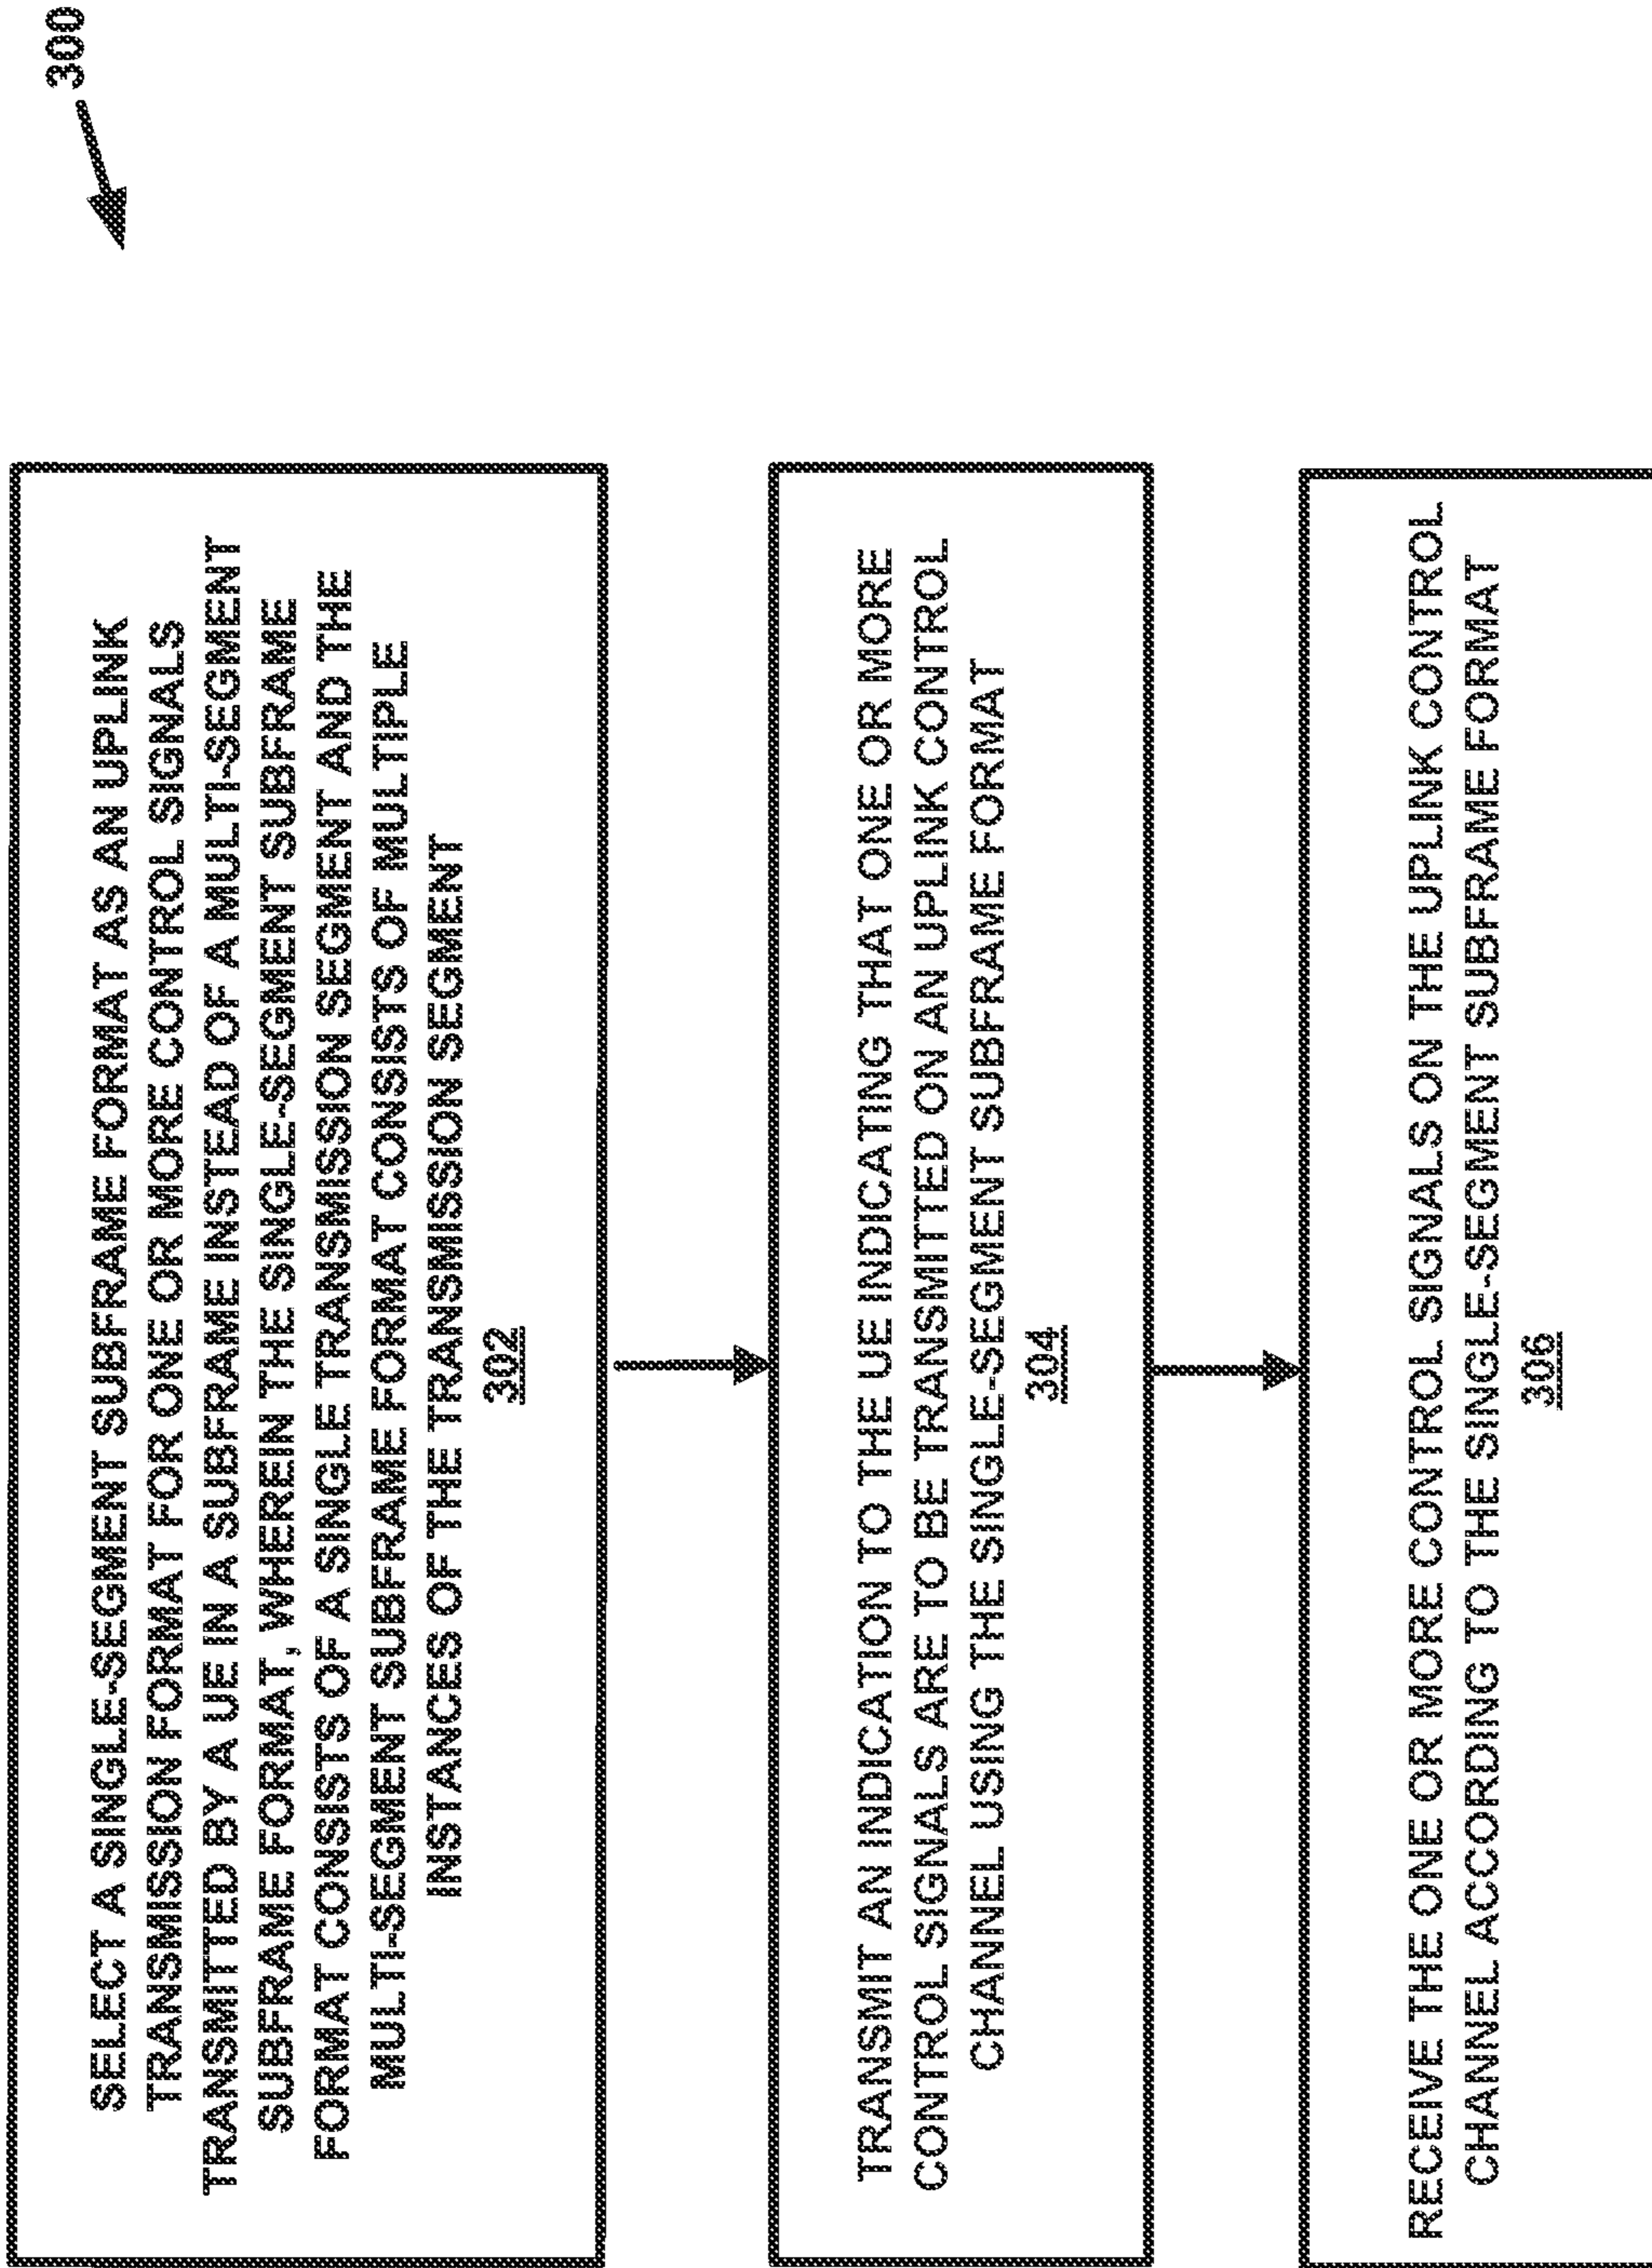 300
SELECT A SINGLE-SEGMENT SUBFRAME FORMAT AS AN UPLINK
TRANSMISSION FORMAT FOR ONE OR MORE CONTROL SIGNALS
TRANSMITTED BY A UE IN A SUBFRAME INSTEAD OF A MULTI-SEGMENT
SUBFRAME FORMAT, WHEREIN THE SINGLE-SEGMENT SUBFRAME
FORMAT CONSISTS OF A SINGLE TRANSMISSION SEGMENT AND THE
MULTI-SEGMENT SUBFRAME FORMAT CONSISTS OF MULTIPLE
INSTANCES OF THE TRANSMISSION SEGMENT
302
TRANSMIT AN INDICATION TO THE UE INDICATING THAT ONE OR MORE
CONTROL SIGNALS ARE TO BE TRANSMITTED ON AN UPLINK CONTROL
CHANNEL USING THE SINGLE-SEGMENT SUBFRAME FORMAT
304
RECEIVE THE ONE OR MORE CONTROL SIGNALS ON THE UPLINK CONTROL
CHANNEL ACCORDING TO THE SINGLE-SEGMENT SUBFRAME FORMAT
306